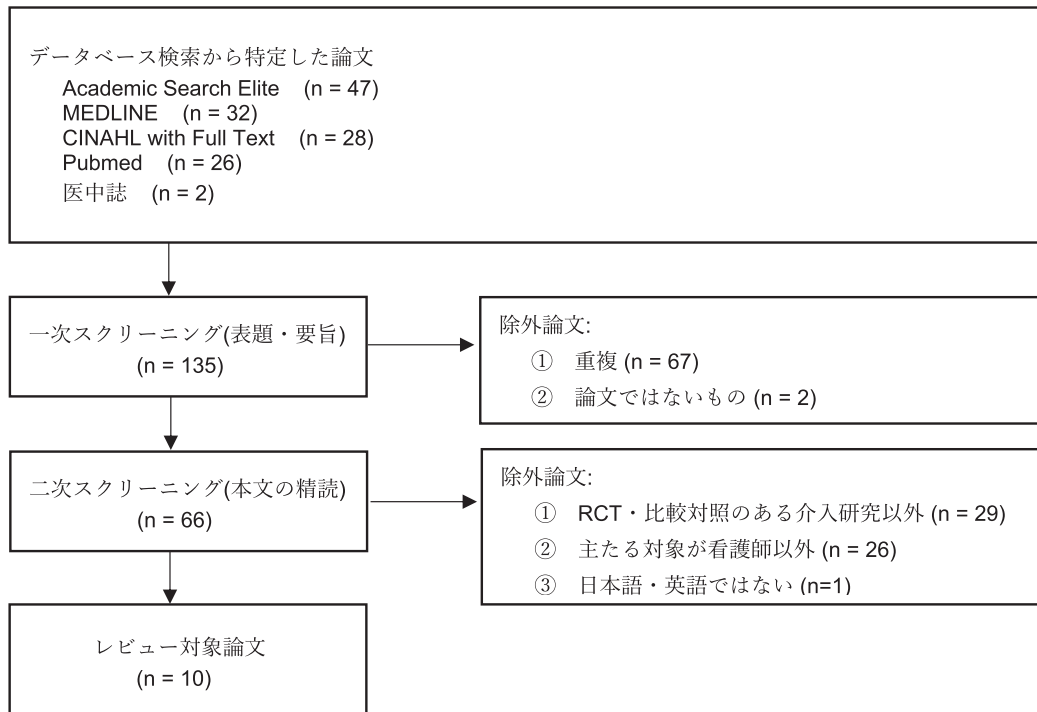 データベース検索から特定した論文
Academic Search Elite (n = 47)
MEDLINE (n = 32)
CINAHL with Full Text (n = 28)
Pubmed (n = 26)
医中誌 (n = 2)
一次スクリーニング(表題・要旨)
(n = 135)
除外論文:
① 重複 (n = 67)
② 論文ではないもの (n = 2)
二次スクリーニング(本文の精読)
(n = 66)
除外論文:
① RCT・比較対照のある介入研究以外 (n = 29)
② 主たる対象が看護師以外 (n = 26)
③ 日本語・英語ではない (n=1)
レビュー対象論文
(n = 10)